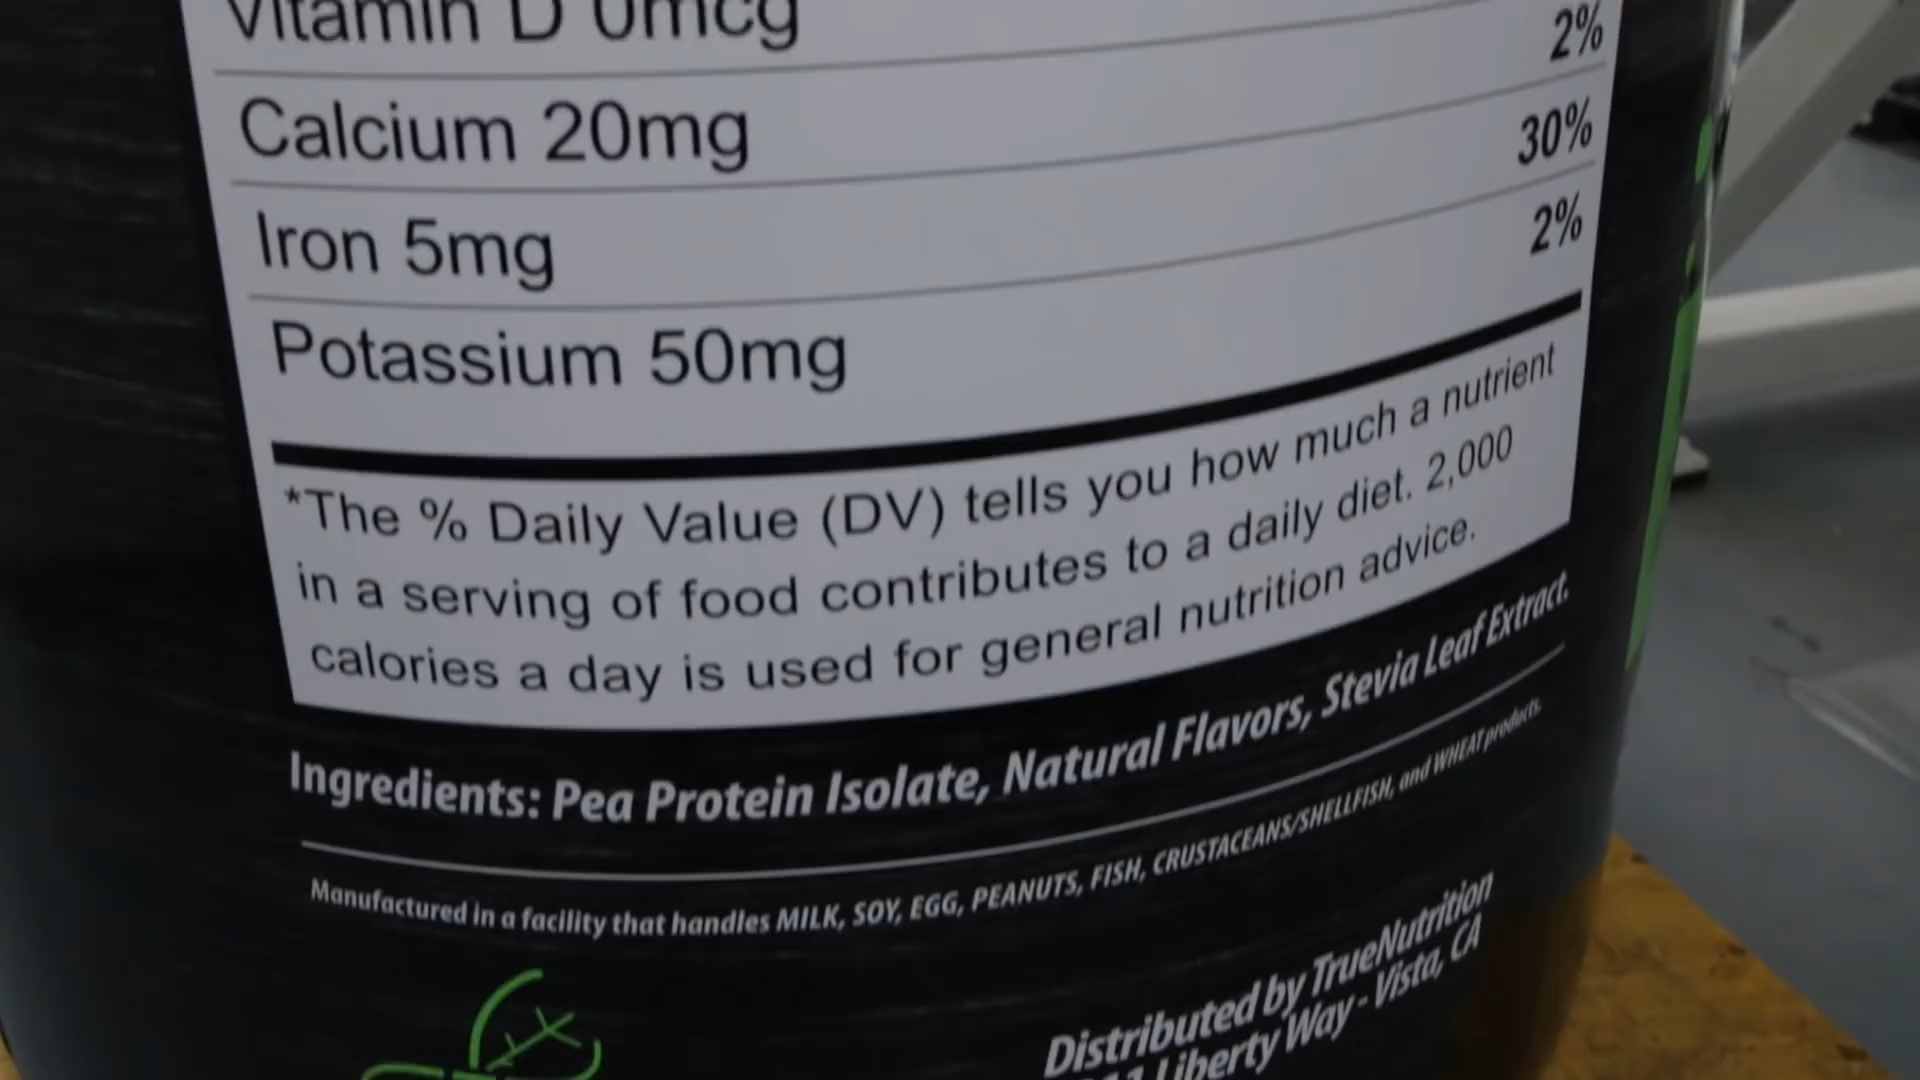 Vitamin D 0mcg
Calcium 20mg 2%
Iron 5mg 30%
Potassium 50mg 2%
*The % Daily Value (DV) tells you how much a nutrient
in a serving of food contributes to a daily diet. 2,000
calories a day is used for general nutrition advice.
Ingredients: Pea Protein Isolate, Natural Flavors, Stevia Leaf Extract.
Manufactured in a facility that handles MILK, SOY, EGG, PEANUTS, FISH, CRUSTACEANS/SHELLFISH, and WHEAT products.
Distributed by TrueNutrition
Liberty Way - Vista, CA